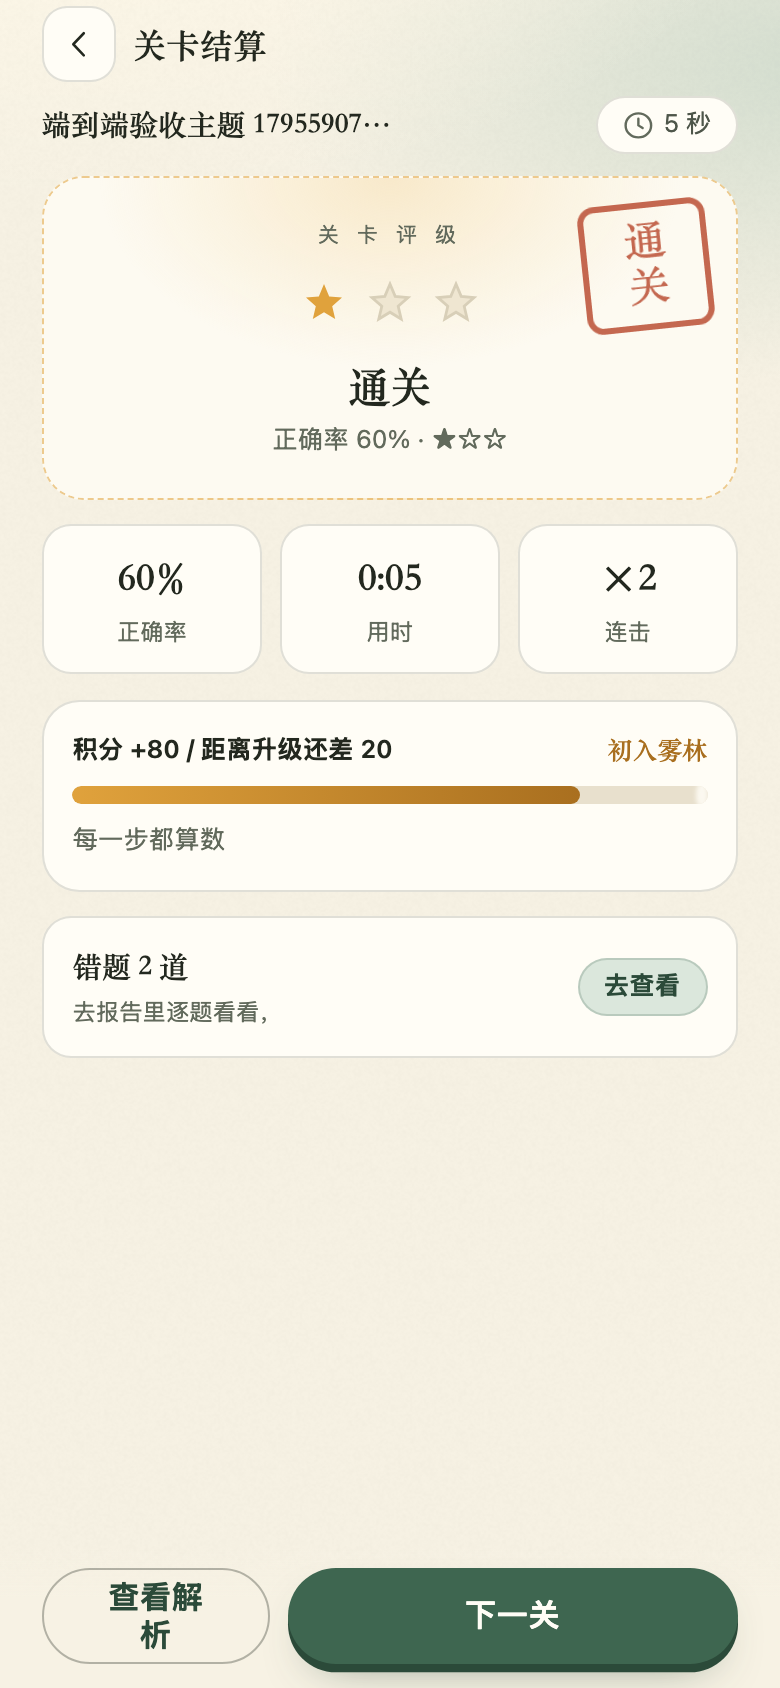 关卡结算
端到端验收主题 17955907…
5 秒
关卡评级
通
关
通关
正确率 60% · ★☆☆
60%
正确率
0:05
用时
×2
连击
积分 +80 / 距离升级还差 20
初入雾林
每一步都算数
错题 2 道
去报告里逐题看看，
去查看
查看解
析
下一关